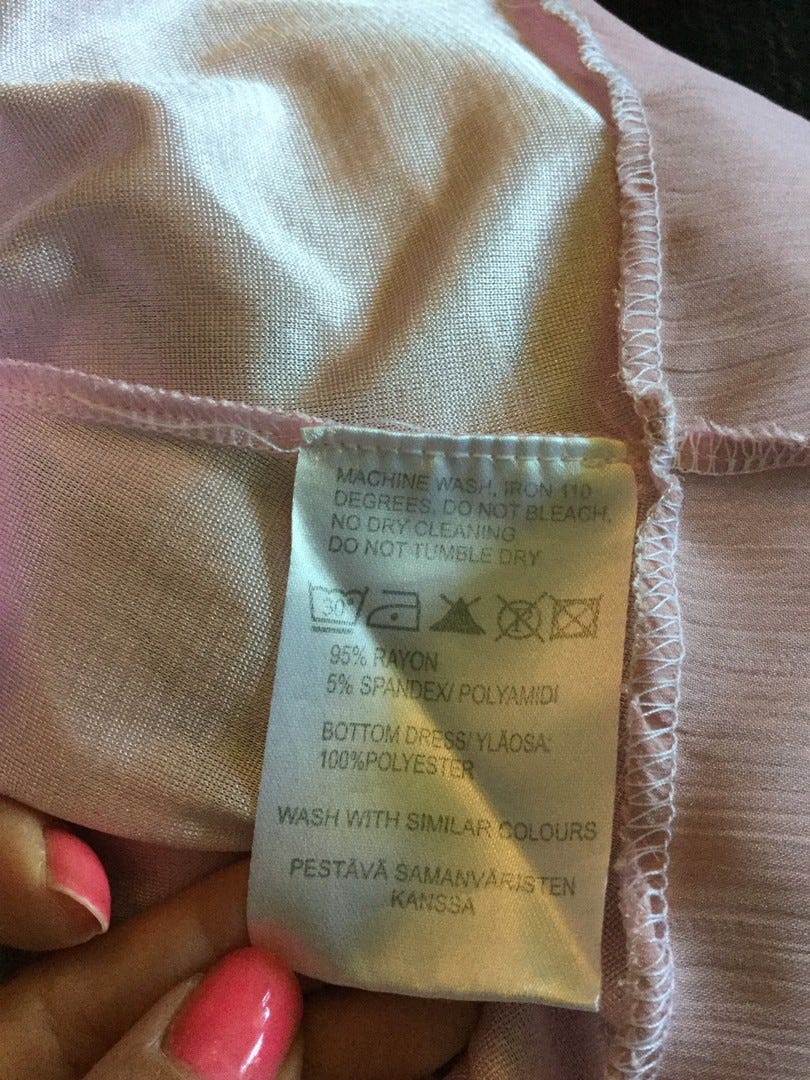 MACHINE WASH, IRON 110
DEGREES, DO NOT BLEACH,
NO DRY CLEANING
DO NOT TUMBLE DRY
30°
95% RAYON
5% SPANDEX/ POLYAMIDI
BOTTOM DRESS/ YLÄOSA:
100%POLYESTER
WASH WITH SIMILAR COLOURS
PESTÄVÄ SAMANVÄRISTEN
KANSSA